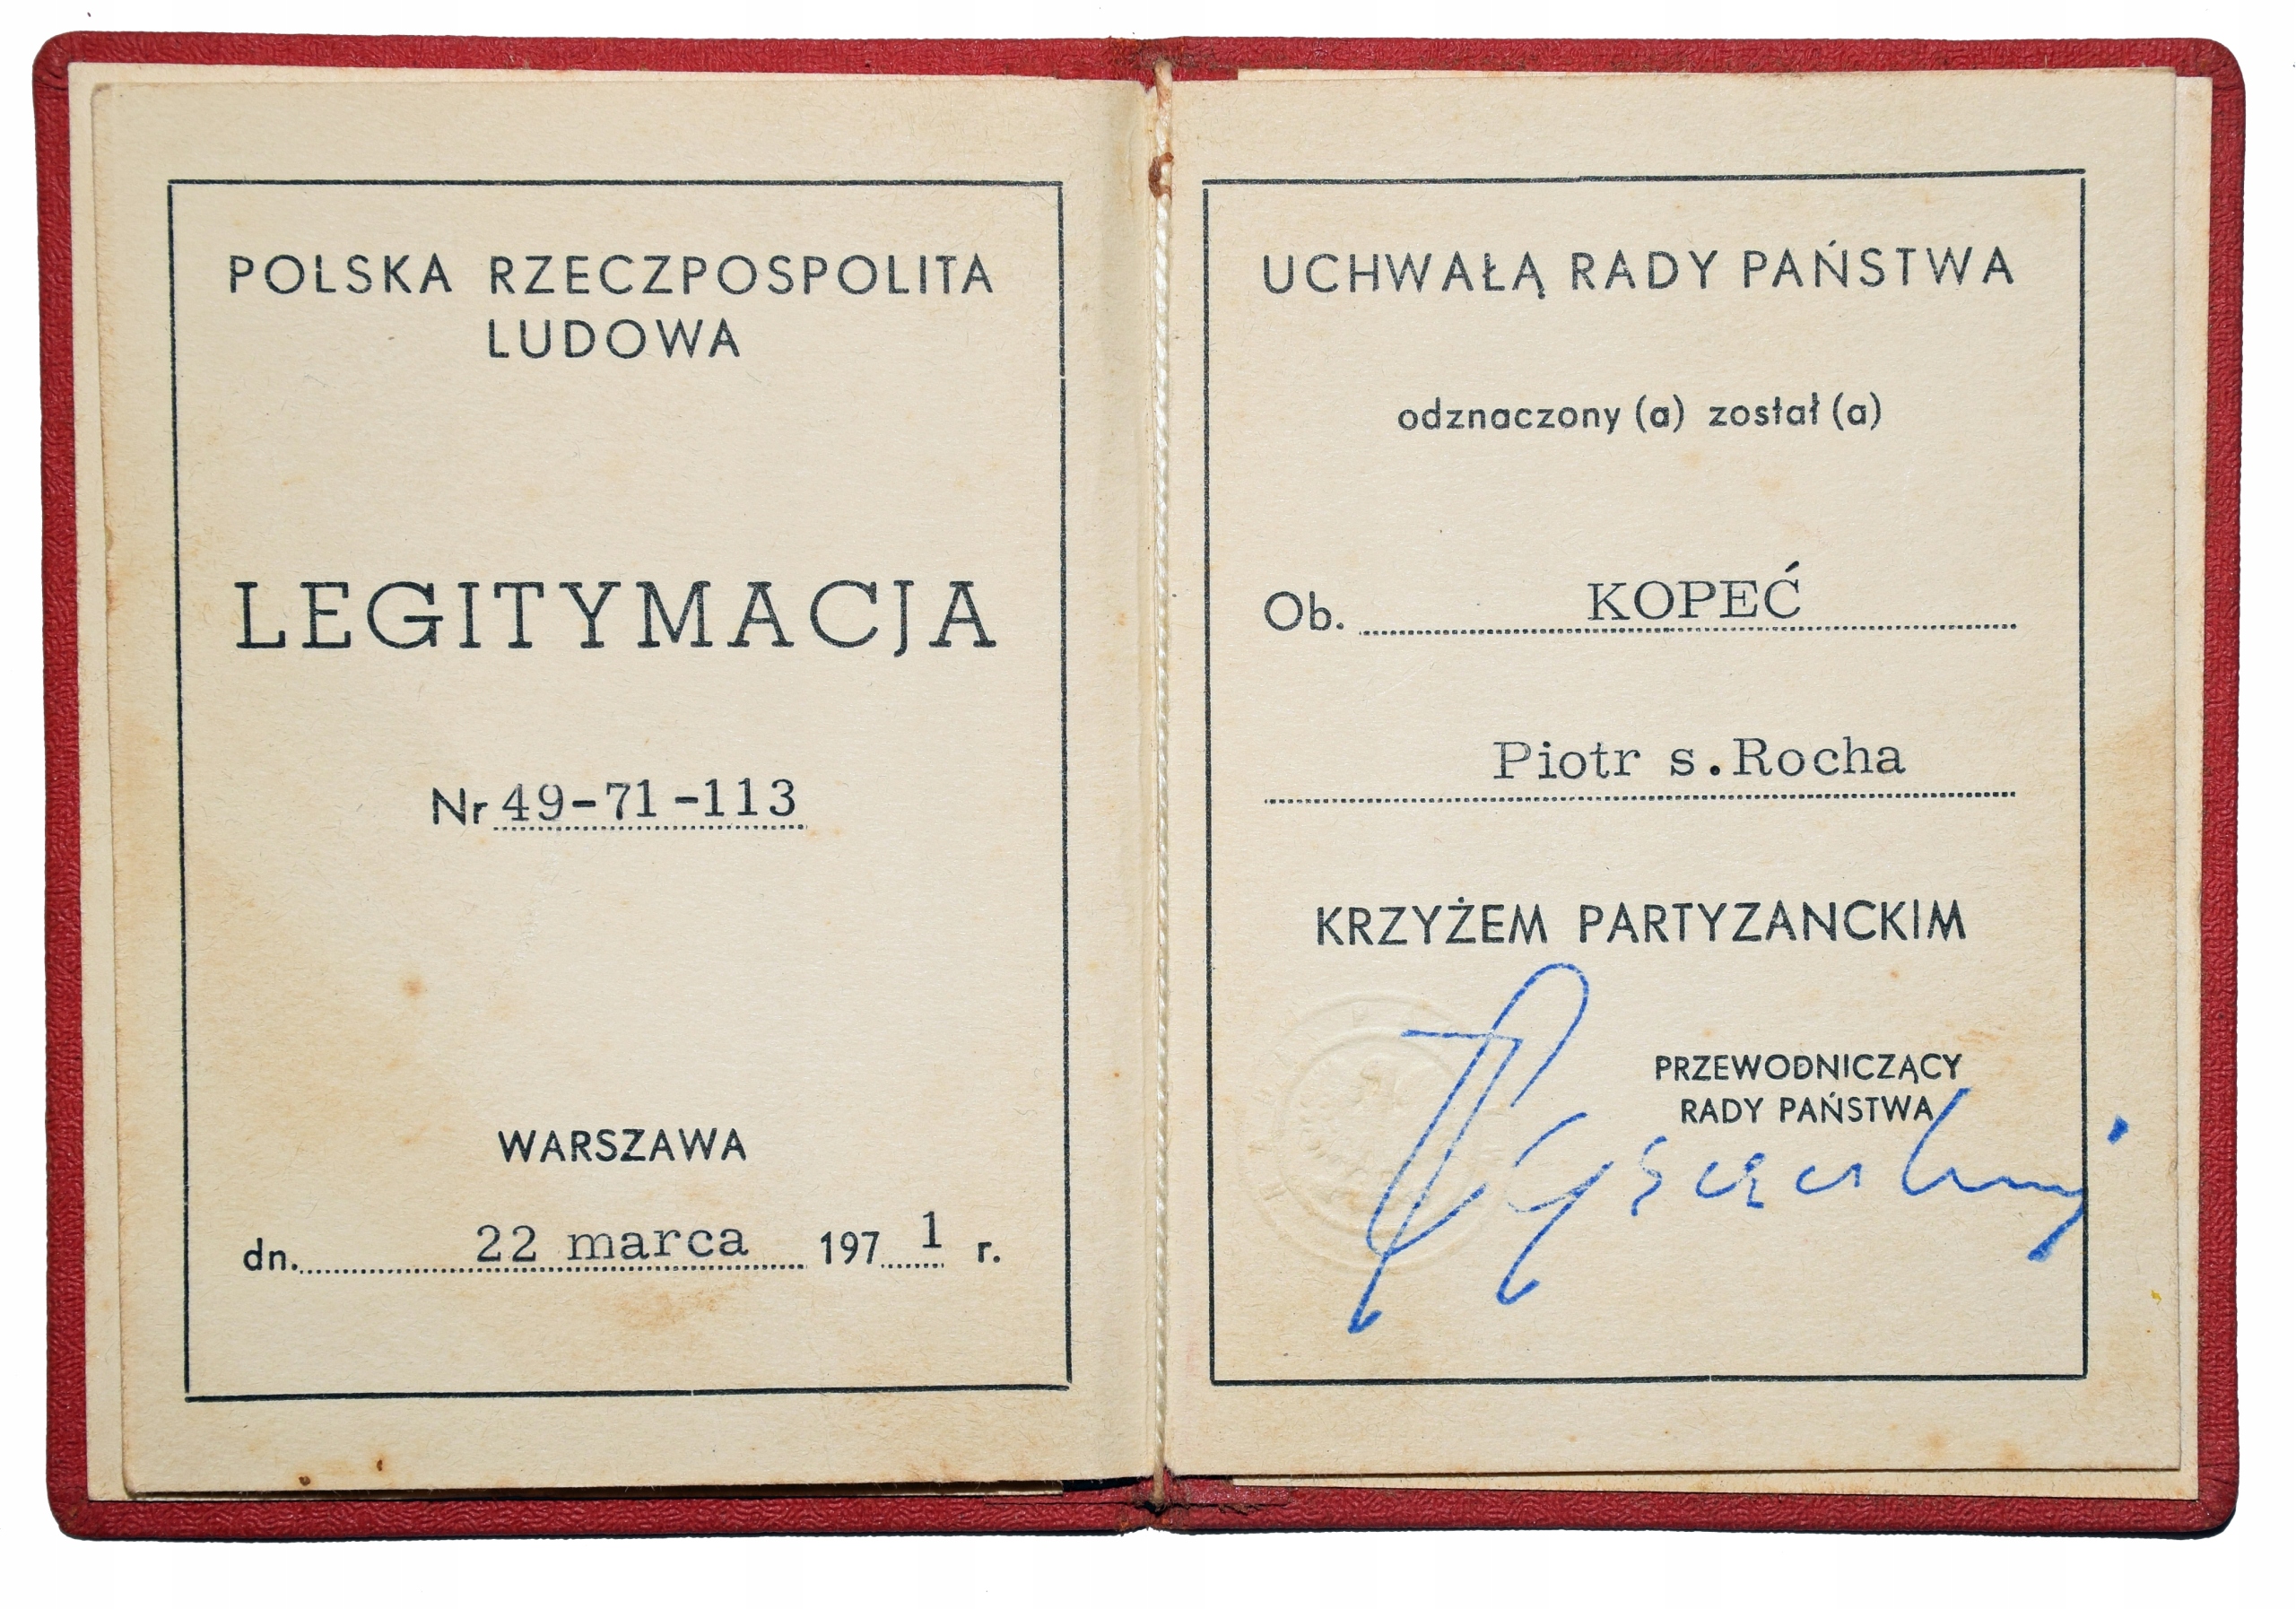 POLSKA RZECZPOSPOLITA
LUDOWA
LEGITYMACJA
Nr 49-71-113
WARSZAWA
dn. 22 marca 1971 r.
UCHWAŁĄ RADY PAŃSTWA
odznaczony (a) został (a)
Ob. KOPEĆ
Piotr s.Rocha
KRZYŻEM PARTYZANCKIM
PRZEWODNICZĄCY
RADY PAŃSTWA